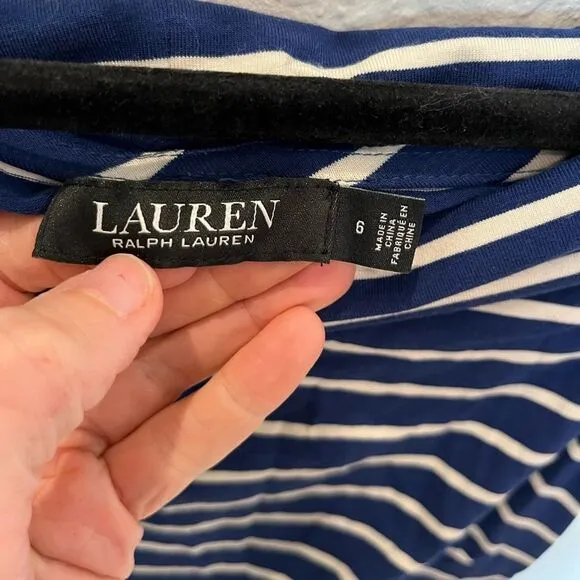 LAUREN
RALPH LAUREN
6
MADE IN
CHINA
FABRIQUÉ EN
CHINE